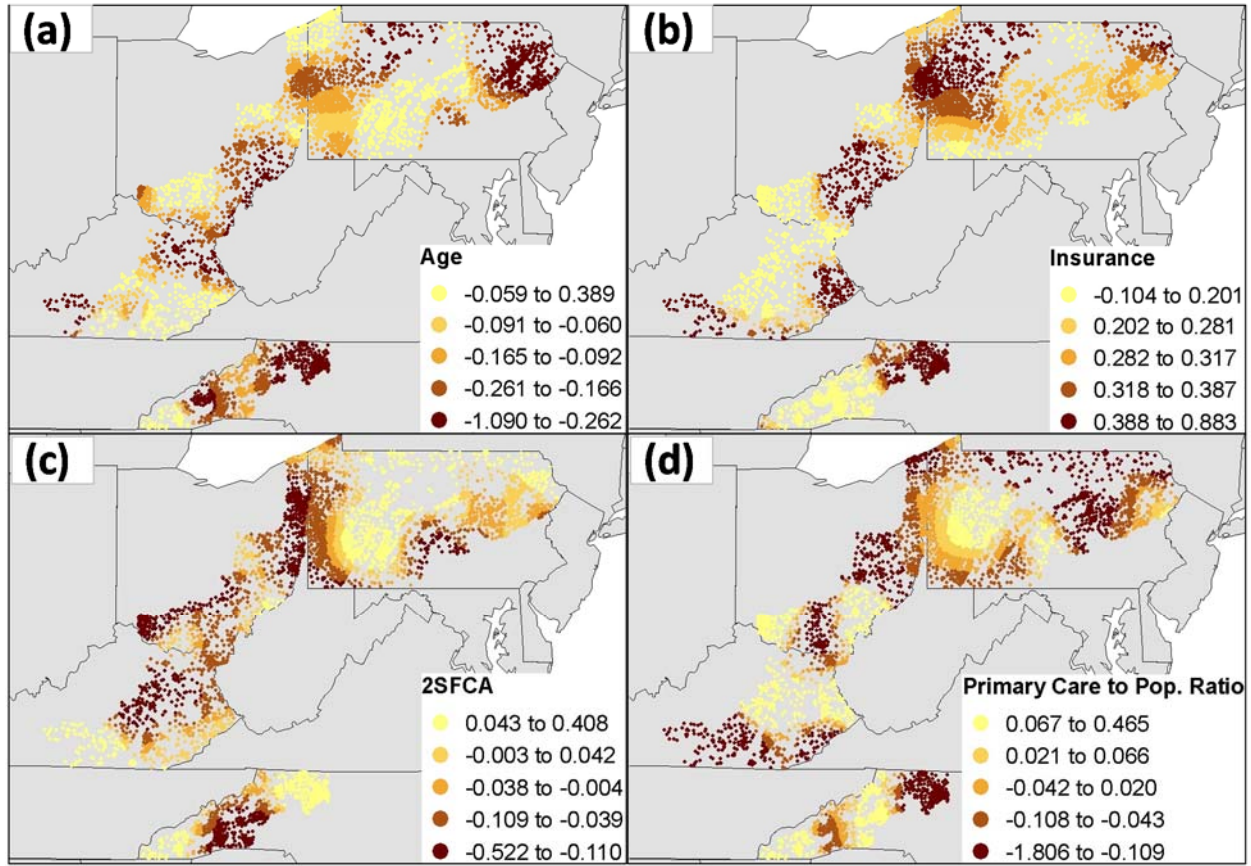 (a)
Age
-0.059 to 0.389
-0.091 to -0.060
-0.165 to -0.092
-0.261 to -0.166
-1.090 to -0.262
(b)
Insurance
-0.104 to 0.201
0.202 to 0.281
0.282 to 0.317
0.318 to 0.387
0.388 to 0.883
(c)
2SFCA
0.043 to 0.408
-0.003 to 0.042
-0.038 to -0.004
-0.109 to -0.039
-0.522 to -0.110
(d)
Primary Care to Pop. Ratio
0.067 to 0.465
0.021 to 0.066
-0.042 to 0.020
-0.108 to -0.043
-1.806 to -0.109